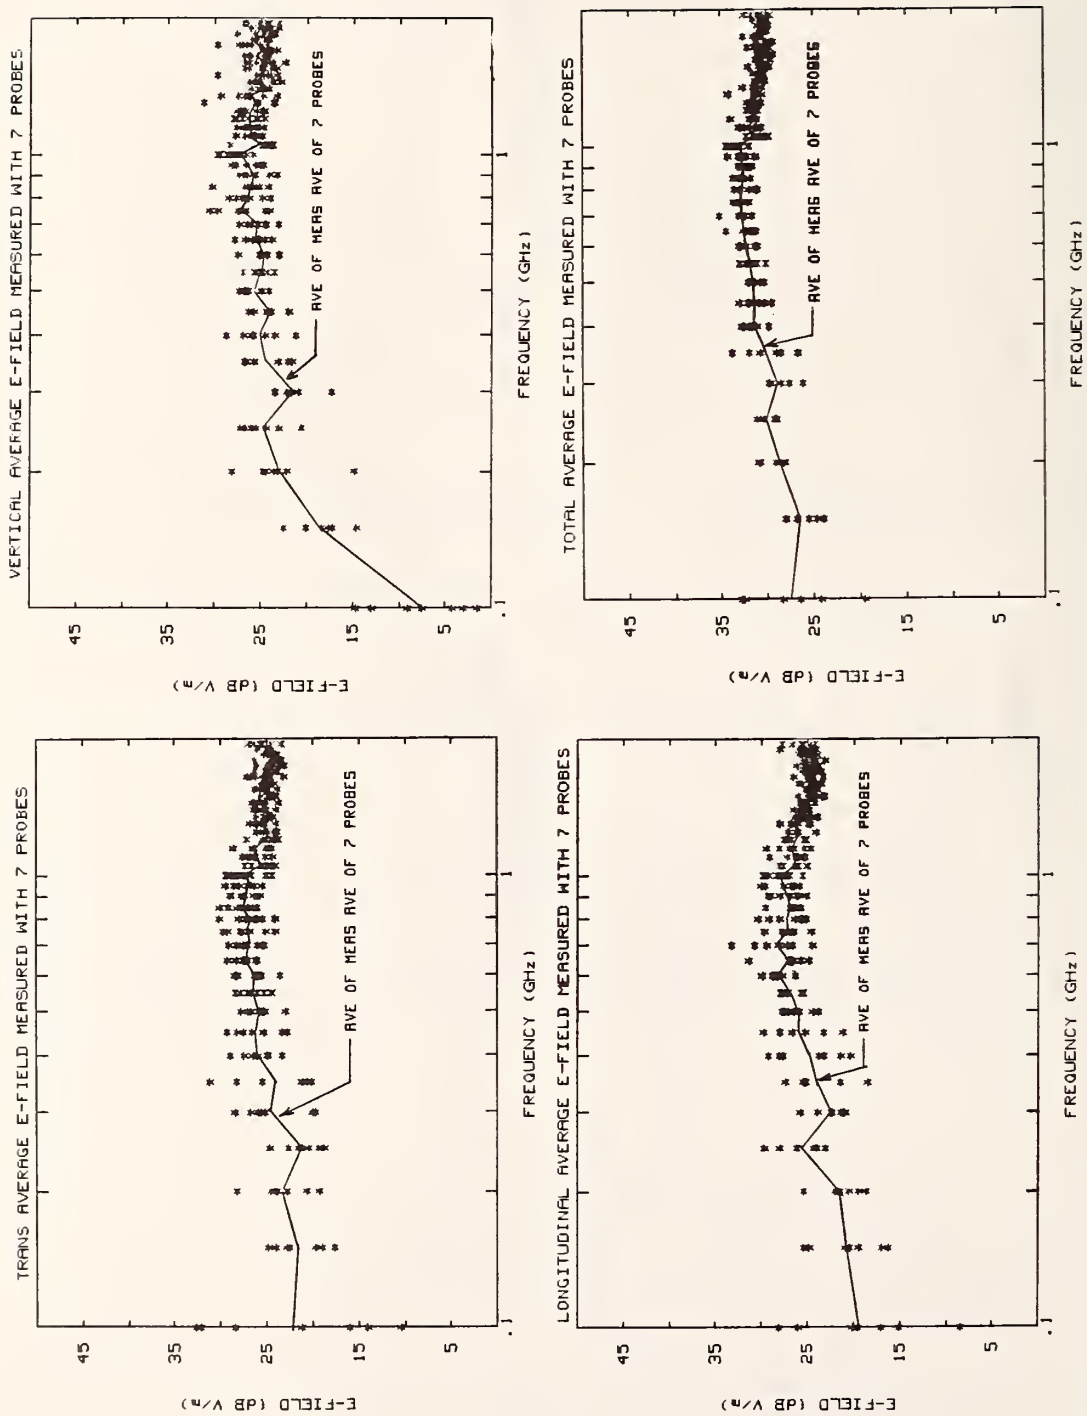 TRANS AVERAGE E-FIELD MEASURED WITH 7 PROBES
45
35
25
15
5
E-FIELD (dB V/m)
AVE OF MEAS AVE OF 7 PROBES
.1
1
FREQUENCY (GHz)
VERTICAL AVERAGE E-FIELD MEASURED WITH 7 PROBES
45
35
25
15
5
E-FIELD (dB V/m)
AVE OF MEAS AVE OF 7 PROBES
.1
1
FREQUENCY (GHz)
LONGITUDINAL AVERAGE E-FIELD MEASURED WITH 7 PROBES
45
35
25
15
5
E-FIELD (dB V/m)
AVE OF MEAS AVE OF 7 PROBES
.1
1
FREQUENCY (GHz)
TOTAL AVERAGE E-FIELD MEASURED WITH 7 PROBES
45
35
25
15
5
E-FIELD (dB V/m)
AVE OF MEAS AVE OF 7 PROBES
.1
1
FREQUENCY (GHz)